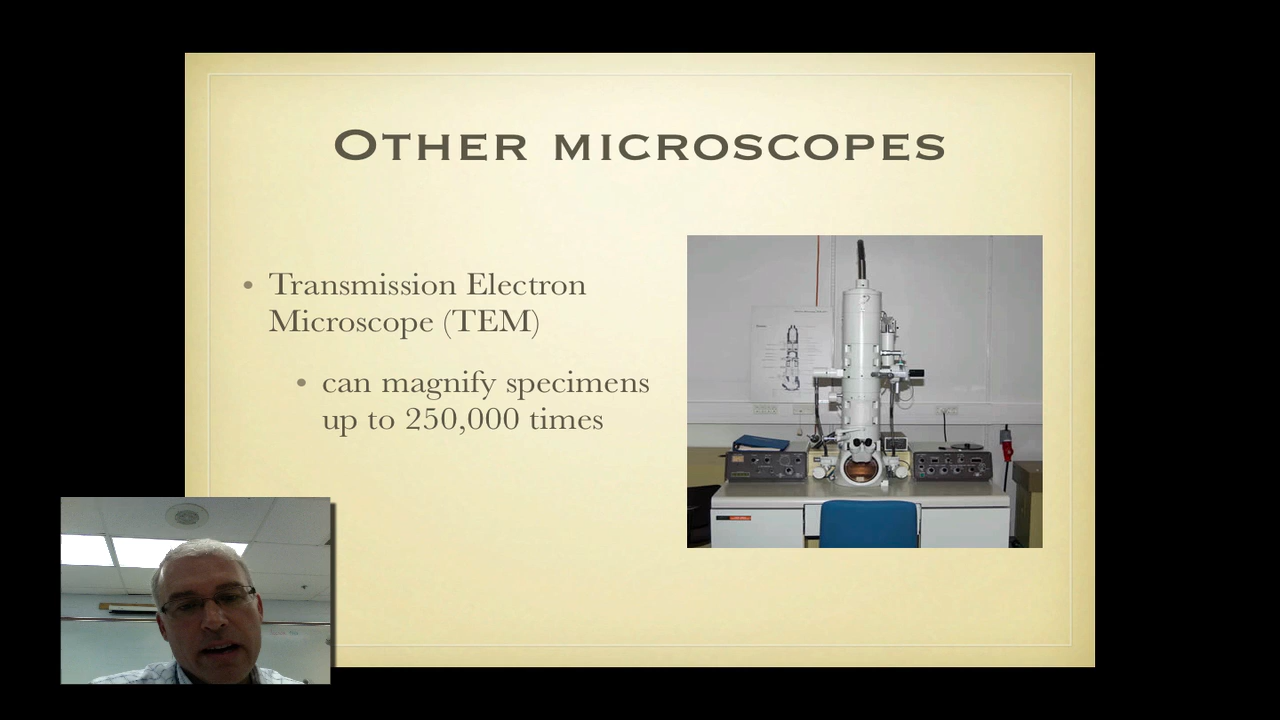 Other microscopes
• Transmission Electron
Microscope (TEM)
• can magnify specimens
up to 250,000 times